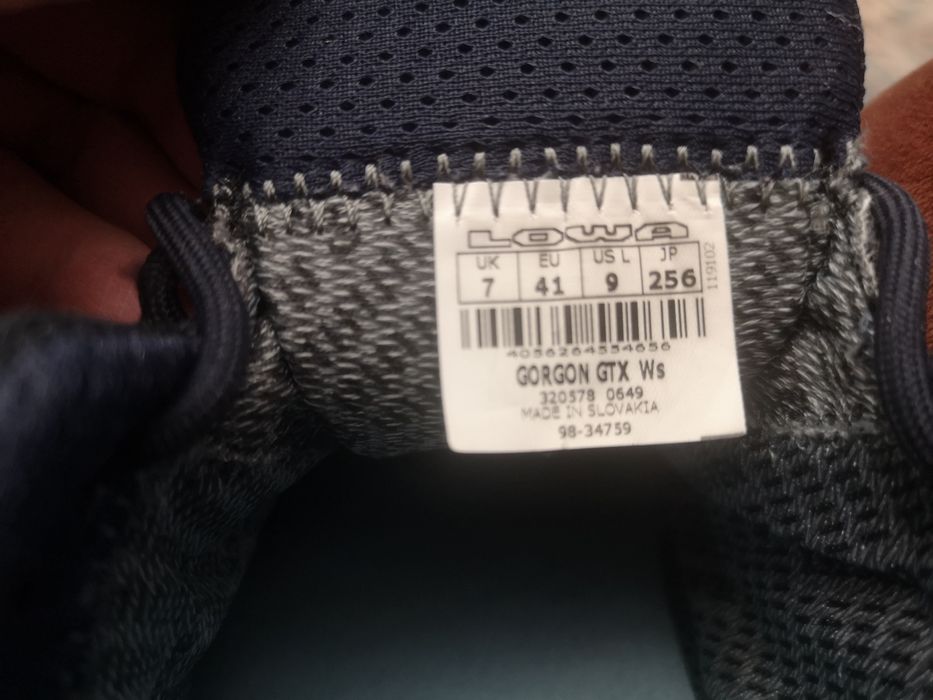 LOWA
UK EU US L JP
7 41 9 256
119102
4056264554656
GORGON GTX Ws
320578 0649
MADE IN SLOVAKIA
98-34759